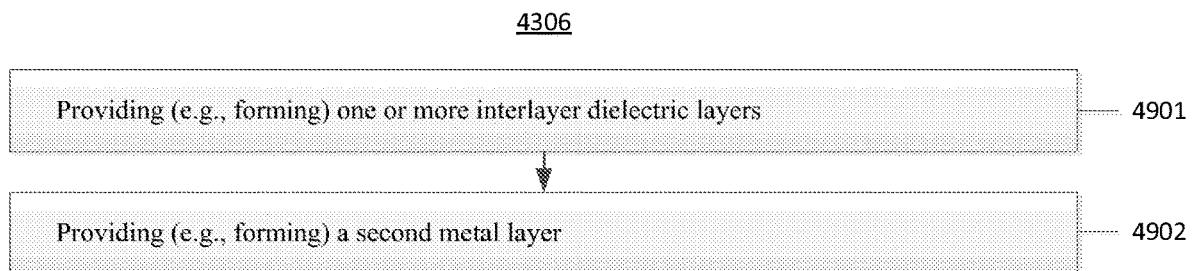 4306
Providing (e.g., forming) one or more interlayer dielectric layers
4901
Providing (e.g., forming) a second metal layer
4902